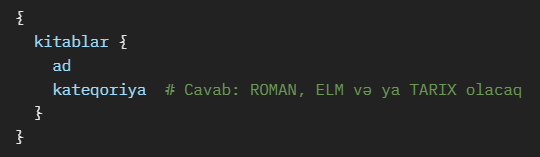 {
  kitablar {
    ad
    kateqoriya  # Cavab: ROMAN, ELM və ya TARIX olacaq
  }
}